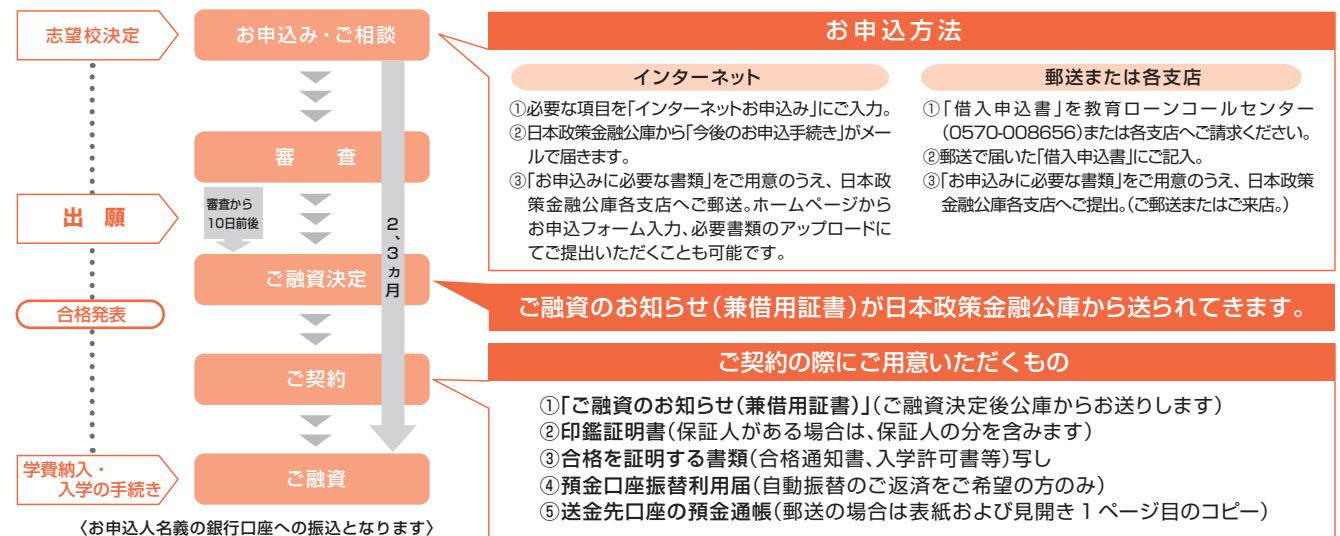 志望校決定
出　願
合格発表
学費納入・
入学の手続き
お申込み・ご相談
審　査
審査から
10日前後
ご融資決定
2、3ヵ月
ご契約
ご融資
〈お申込人名義の銀行口座への振込となります〉
お申込方法
インターネット
①必要な項目を「インターネットお申込み」にご入力。
②日本政策金融公庫から「今後のお申込手続き」がメー
ルで届きます。
③「お申込みに必要な書類」をご用意のうえ、日本政
策金融公庫各支店へご郵送。ホームページから
お申込フォーム入力、必要書類のアップロードに
てご提出いただくことも可能です。
郵送または各支店
①「借入申込書」を教育ローンコールセンター
（0570-008656）または各支店へご請求ください。
②郵送で届いた「借入申込書」にご記入。
③「お申込みに必要な書類」をご用意のうえ、日本政策
金融公庫各支店へご提出。（ご郵送またはご来店。）
ご融資のお知らせ（兼借用証書）が日本政策金融公庫から送られてきます。
ご契約の際にご用意いただくもの
①「ご融資のお知らせ（兼借用証書）」（ご融資決定後公庫からお送りします）
②印鑑証明書（保証人がある場合は、保証人の分を含みます）
③合格を証明する書類（合格通知書、入学許可書等）写し
④預金口座振替利用届（自動振替のご返済をご希望の方のみ）
⑤送金先口座の預金通帳（郵送の場合は表紙および見開き1ページ目のコピー）